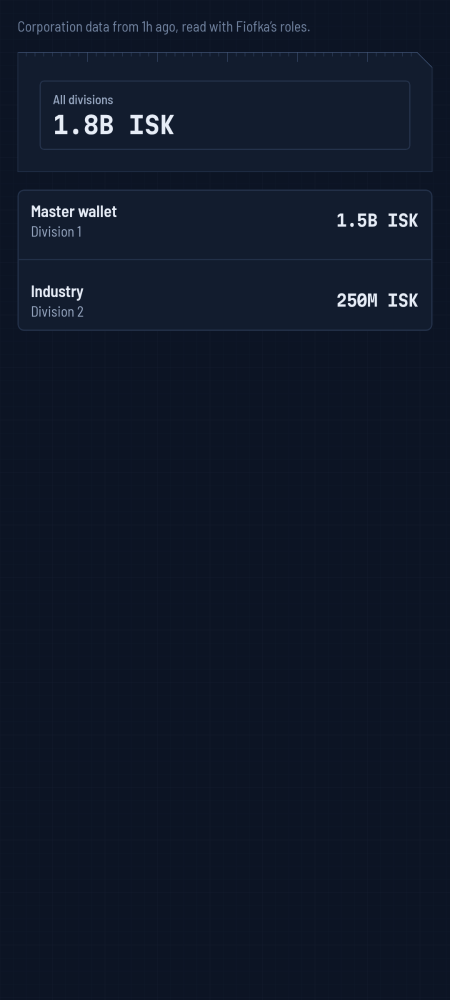 Corporation data from 1h ago, read with Fiofka’s roles.
All divisions
1.8B ISK
Master wallet
Division 1
1.5B ISK
Industry
Division 2
250M ISK